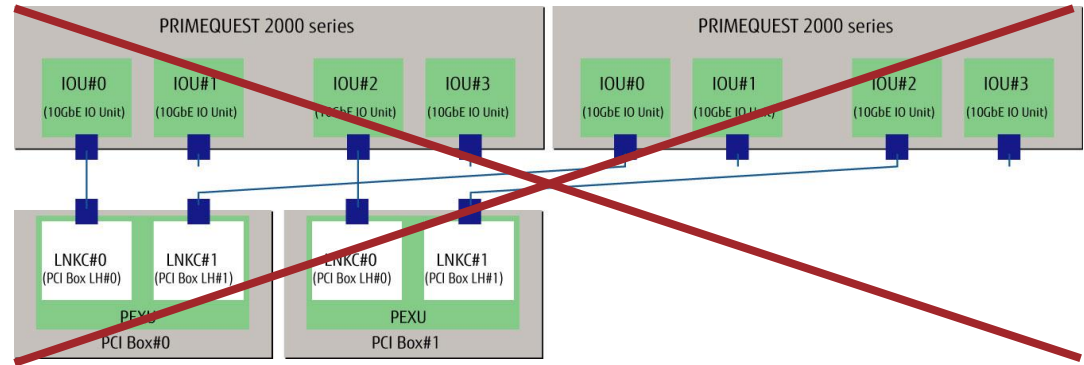 PRIMEQUEST 2000 series
PRIMEQUEST 2000 series
IOU#0
(10GbE IO Unit)
IOU#1
(10GbE IO Unit)
IOU#2
(10GbE IO Unit)
IOU#3
(10GbE IO Unit)
IOU#0
(10GbE IO Unit)
IOU#1
(10GbE IO Unit)
IOU#2
(10GbE IO Unit)
IOU#3
(10GbE IO Unit)
LNKC#0
(PCI Box LH#0)
LNKC#1
(PCI Box LH#1)
PEXU
PCI Box#0
LNKC#0
(PCI Box LH#0)
LNKC#1
(PCI Box LH#1)
PEXU
PCI Box#1